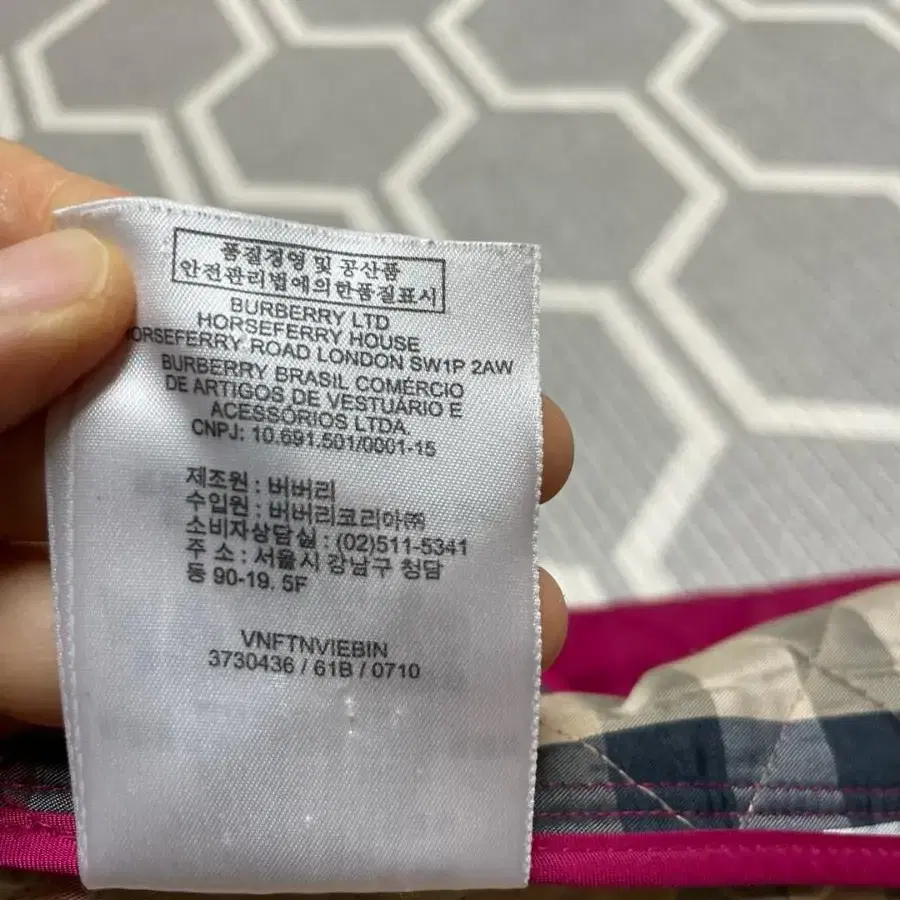 품질경영 및 공산품
안전관리법에의한품질표시
BURBERRY LTD
HORSEFERRY HOUSE
ROAD LONDON SW1P 2AW
BURBERRY BRASIL COMÉRCIO
DE ARTIGOS DE VESTUÁRIO E
ACESSÓRIOS LTDA.
CNPJ: 10.691.501/0001-15
제조원 : 버버리
수입원 : 버버리코리아㈜
소비자상담실 : (02)511-5341
주 소 : 서울시 강남구 청담
동 90-19. 5F
VNFTNVIEBIN
3730436 / 61B / 0710